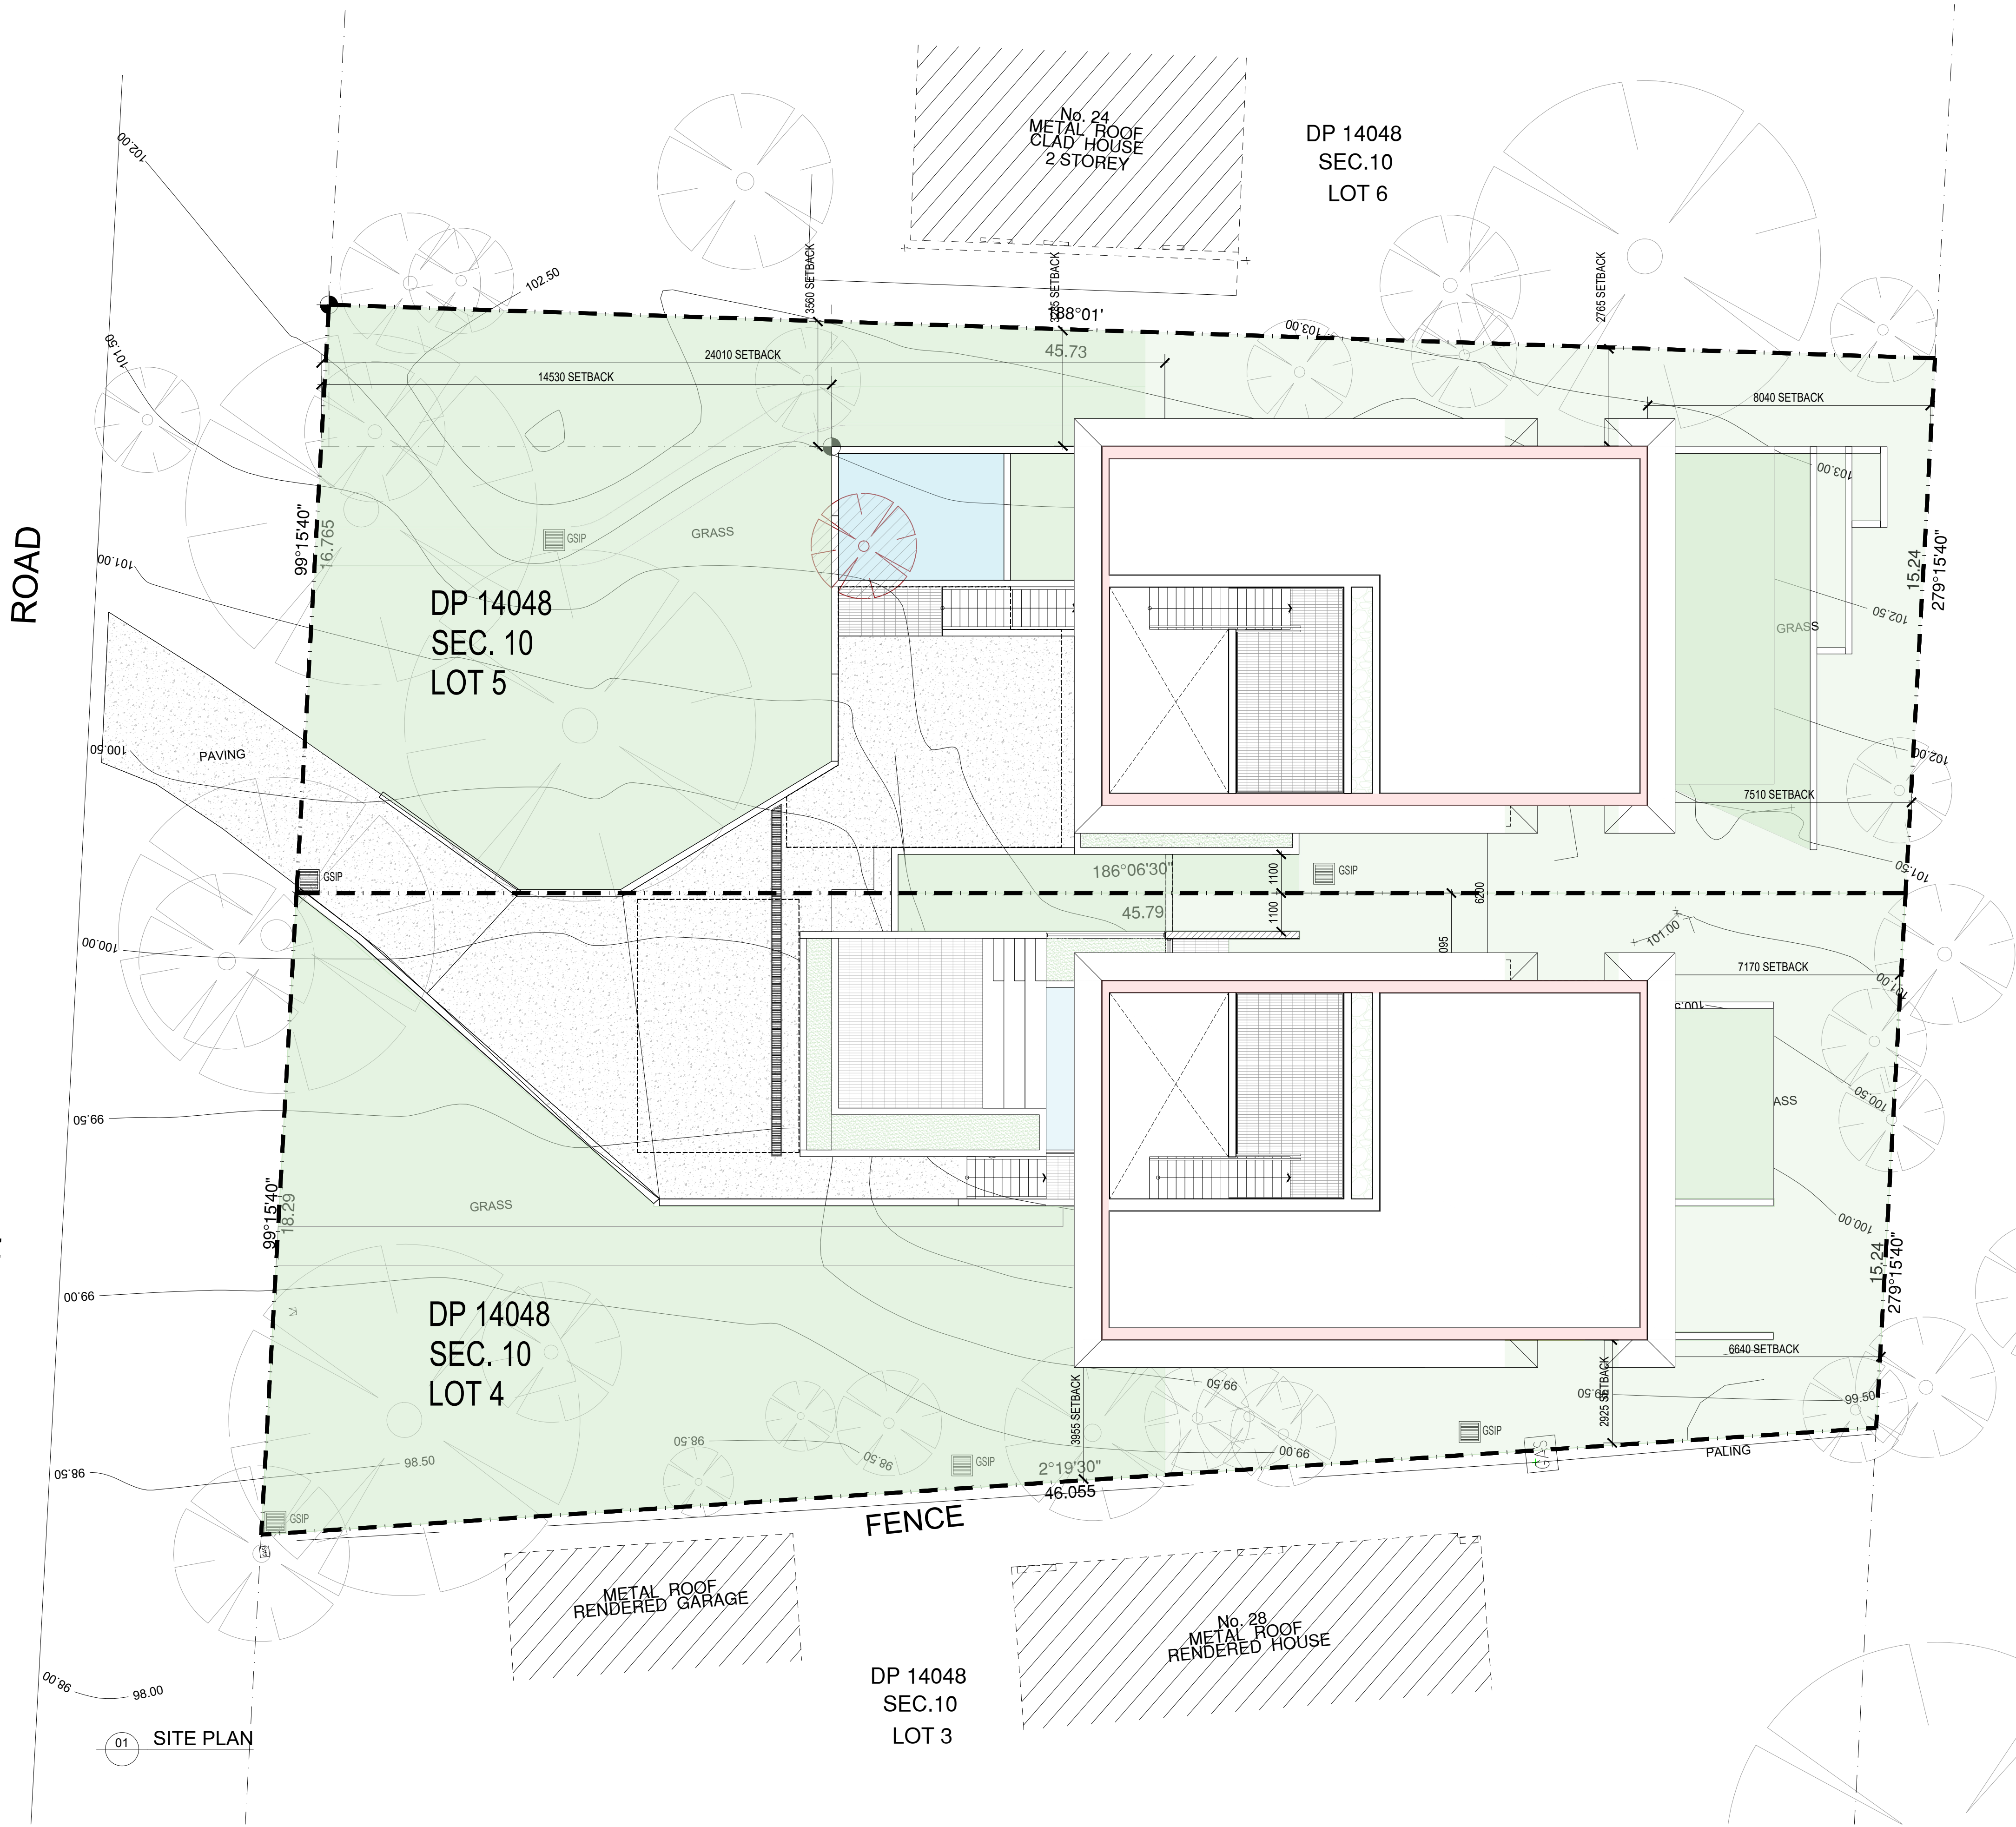 102.00
No. 24
METAL ROOF
CLAD HOUSE
2 STOREY
DP 14048
SEC.10
LOT 6
102.50
3560 SETBACK
SETBACK
2765 SETBACK
188°01'
103.00
101.50
24010 SETBACK
45.73
14530 SETBACK
8040 SETBACK
103.00
ROAD
99°15'40"
16.765
GSIP
GRASS
101.00
15.24
279°15'40"
DP 14048
SEC. 10
LOT 5
102.50
GRASS
100.50
PAVING
102.00
7510 SETBACK
GSIP
186°06'30"
1100
GSIP
101.50
6200
45.79
1100
100.00
095
101.00
7170 SETBACK
101.00
99.50
100.50
ASS
99°15'40"
18.29
GRASS
100.00
15.24
279°15'40"
99.00
DP 14048
SEC. 10
LOT 4
6640 SETBACK
99.50
3955 SETBACK
2925 SETBACK
99.50
99.50
98.50
98.50
98.50
98.50
GSIP
GSIP
99.00
GAS
PALING
2°19'30"
46.055
GSIP
FENCE
METAL ROOF
RENDERED GARAGE
No. 28
METAL ROOF
RENDERED HOUSE
DP 14048
SEC.10
LOT 3
98.00
98.00
01
SITE PLAN